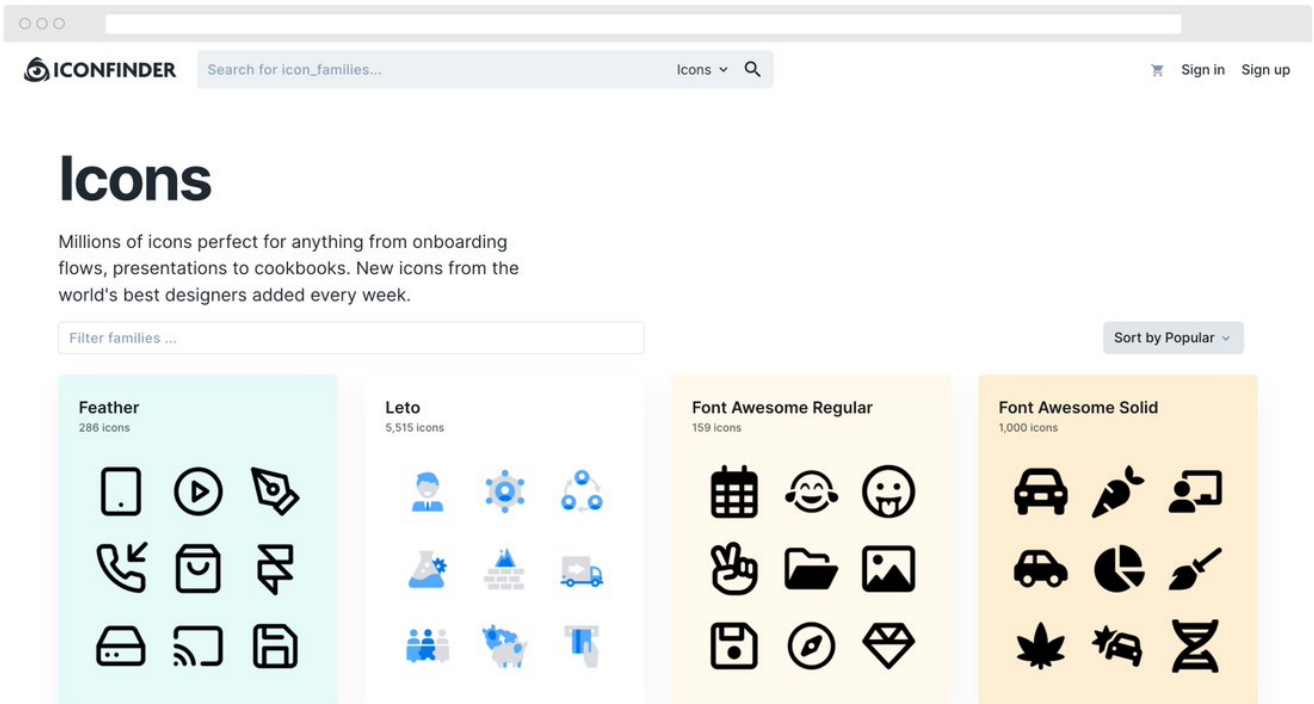 ICONFINDER
Search for icon_families...
Icons
Sign in
Sign up
Icons
Millions of icons perfect for anything from onboarding
flows, presentations to cookbooks. New icons from the
world's best designers added every week.
Filter families ...
Sort by Popular
Feather
286 icons
Leto
5,515 icons
Font Awesome Regular
159 icons
Font Awesome Solid
1,000 icons